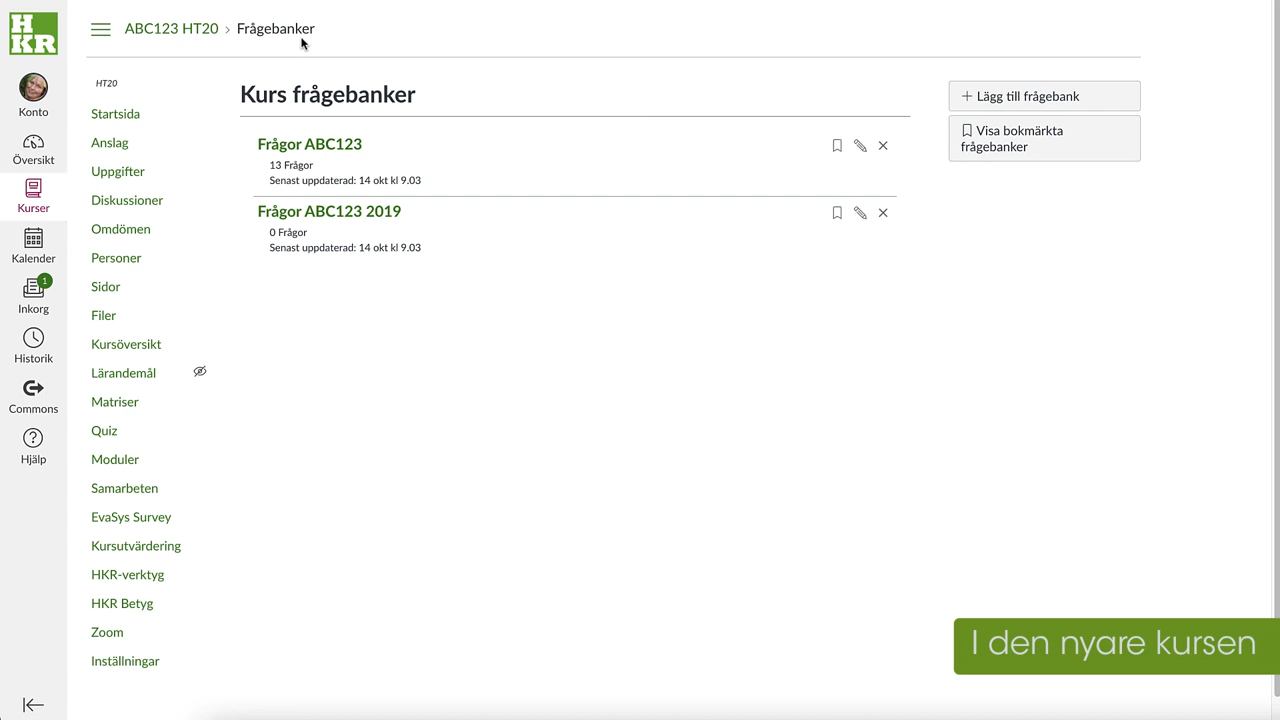 HKR
ABC123 HT20 › Frågebanker
Konto
Översikt
Kurser
Kalender
1
Inkorg
Historik
Commons
Hjälp
HT20
Startsida
Anslag
Uppgifter
Diskussioner
Omdömen
Personer
Sidor
Filer
Kursöversikt
Lärandemål
Matriser
Quiz
Moduler
Samarbeten
EvaSys Survey
Kursutvärdering
HKR-verktyg
HKR Betyg
Zoom
Inställningar
Kurs frågebanker
Frågor ABC123
13 Frågor
Senast uppdaterad: 14 okt kl 9.03
Frågor ABC123 2019
0 Frågor
Senast uppdaterad: 14 okt kl 9.03
Lägg till frågebank
Visa bokmärkta
frågebanker
I den nyare kursen